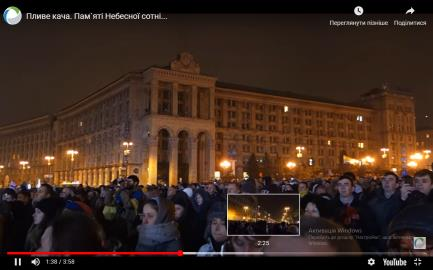 Пливе кача. Пам`яті Небесної сотні...
Переглянути пізніше
Поділитися
2:25
Активація Windows
1:38 / 3:58
YouTube